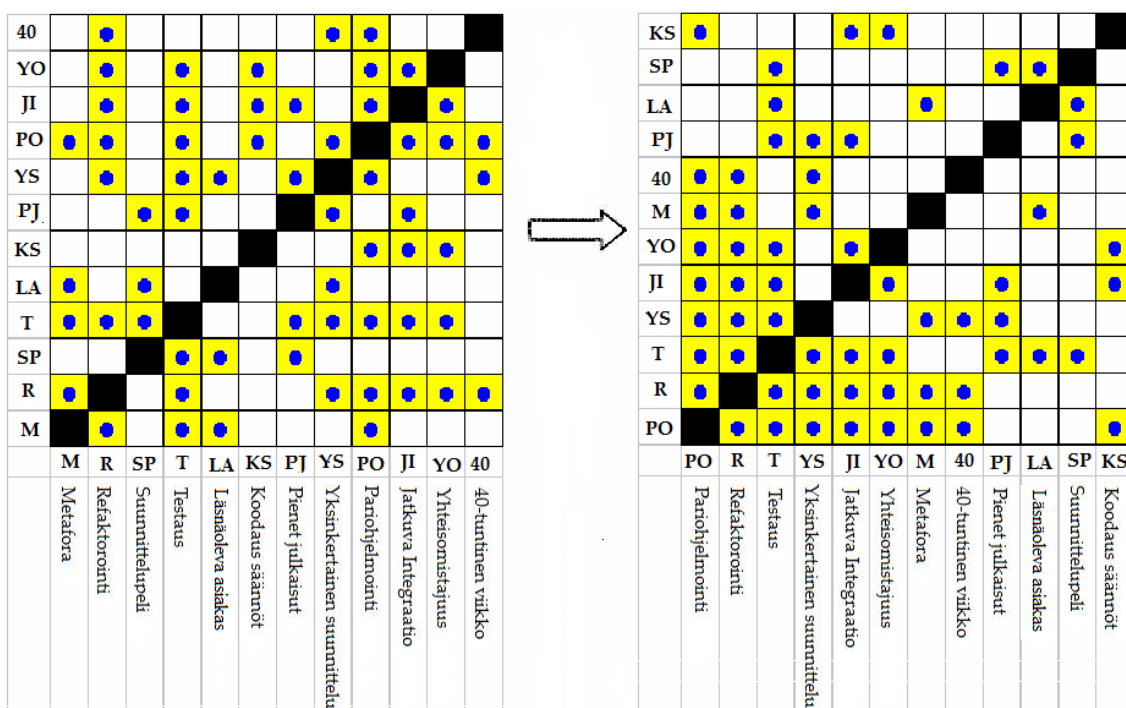 40
YO
JI
PO
YS
PJ
KS
LA
T
SP
R
M
M R SP T LA KS PJ YS PO JI YO 40
Metafora
Refaktorointi
Suunnittelupeli
Testaus
Läsnäoleva asiakas
Koodaus säännöt
Pienet julkaisut
Yksinkertainen suunnittelu
Pariohjelmointi
Jatkuva Integraatio
Yhteisomistajuus
40-tuntinen viikko
KS
SP
LA
PJ
40
M
YO
JI
YS
T
R
PO
PO R T YS JI YO M 40 PJ LA SP KS
Pariohjelmointi
Refaktorointi
Testaus
Yksinkertainen suunnittelu
Jatkuva Integraatio
Yhteisomistajuus
Metafora
40-tuntinen viikko
Pienet julkaisut
Läsnäoleva asiakas
Suunnittelupeli
Koodaus säännöt